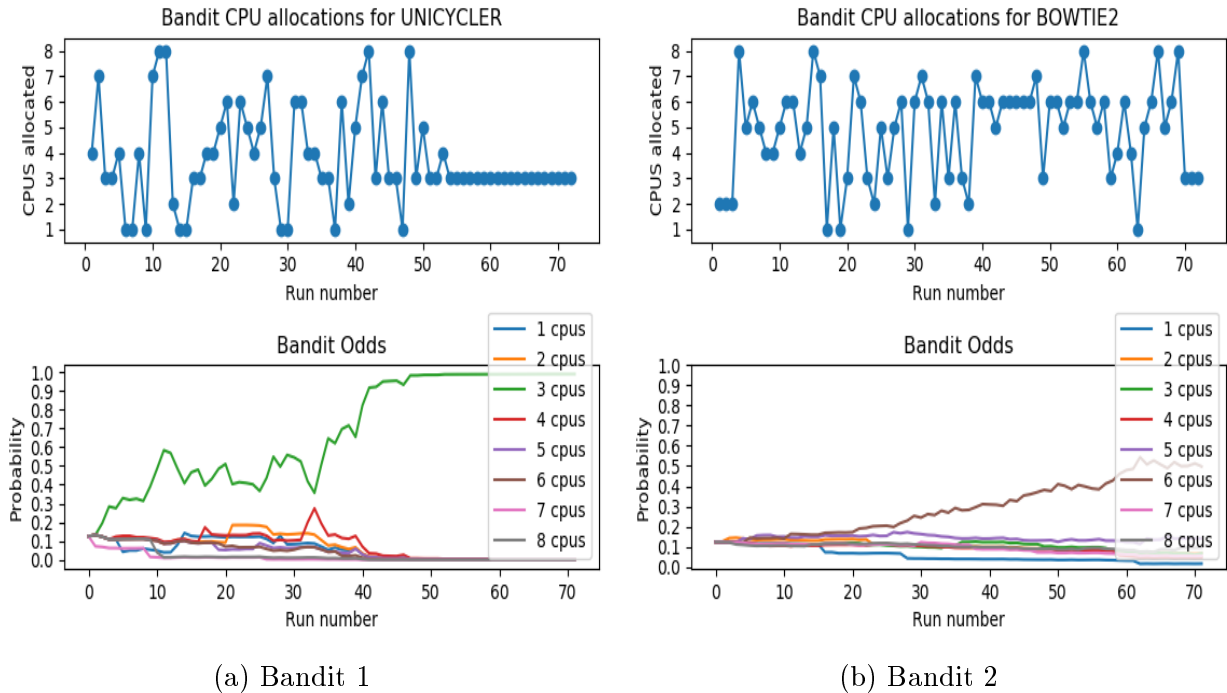 Bandit CPU allocations for UNICYCLER
CPUS allocated
8
7
6
5
4
3
2
1
0 10 20 30 40 50 60 70
Run number
Bandit CPU allocations for BOWTIE2
CPUS allocated
8
7
6
5
4
3
2
1
0 10 20 30 40 50 60 70
Run number
Bandit Odds
Probability
1.0
0.9
0.8
0.7
0.6
0.5
0.4
0.3
0.2
0.1
0.0
1 cpus
2 cpus
3 cpus
4 cpus
5 cpus
6 cpus
7 cpus
8 cpus
0 10 20 30 40 50 60 70
Run number
Bandit Odds
Probability
1.0
0.9
0.8
0.7
0.6
0.5
0.4
0.3
0.2
0.1
0.0
1 cpus
2 cpus
3 cpus
4 cpus
5 cpus
6 cpus
7 cpus
8 cpus
0 10 20 30 40 50 60 70
Run number
(a) Bandit 1
(b) Bandit 2